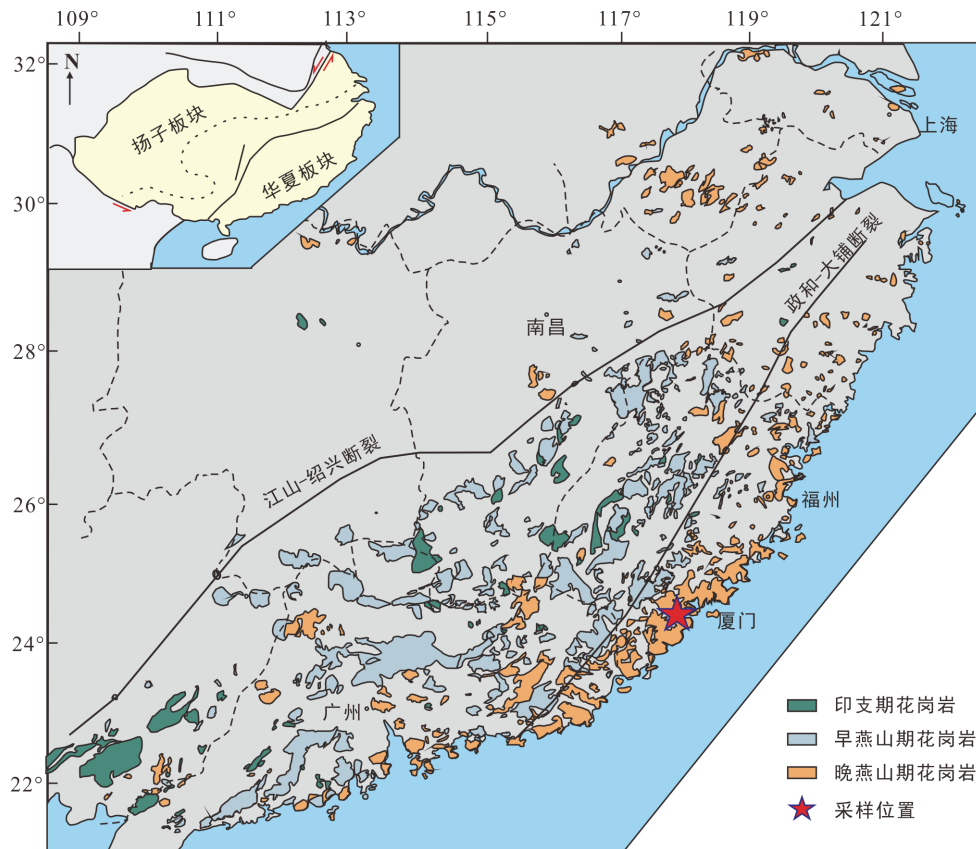 109° 111° 113° 115° 117° 119° 121°
32°
30°
28°
26°
24°
22°
N
扬子板块
华夏板块
上海
政和-大铺断裂
南昌
江山-绍兴断裂
福州
厦门
广州
印支期花岗岩
早燕山期花岗岩
晚燕山期花岗岩
采样位置